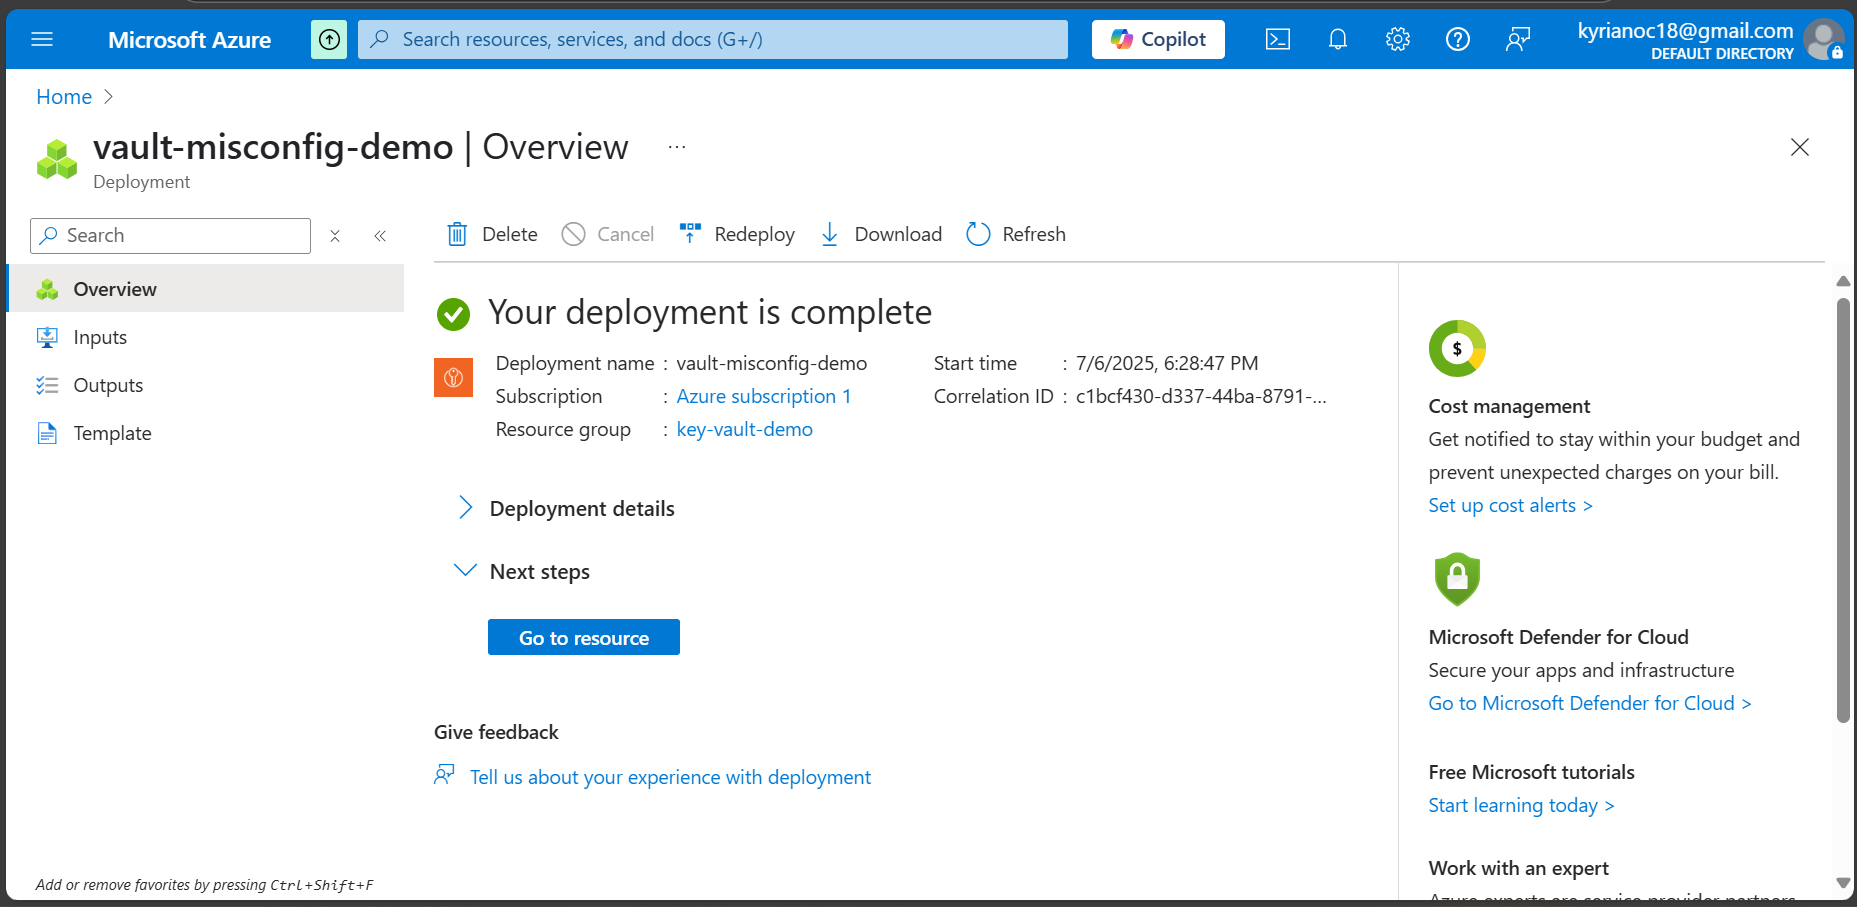 Microsoft Azure
Search resources, services, and docs (G+/)
Copilot
kyrianoc18@gmail.com
DEFAULT DIRECTORY
Home
vault-misconfig-demo | Overview
...
Deployment
Search
Overview
Inputs
Outputs
Template
Add or remove favorites by pressing Ctrl+Shift+F
Delete
Cancel
Redeploy
Download
Refresh
Your deployment is complete
Deployment name : vault-misconfig-demo
Subscription : Azure subscription 1
Resource group : key-vault-demo
Start time : 7/6/2025, 6:28:47 PM
Correlation ID : c1bcf430-d337-44ba-8791-...
Deployment details
Next steps
Go to resource
Give feedback
Tell us about your experience with deployment
$
Cost management
Get notified to stay within your budget and
prevent unexpected charges on your bill.
Set up cost alerts >
Microsoft Defender for Cloud
Secure your apps and infrastructure
Go to Microsoft Defender for Cloud >
Free Microsoft tutorials
Start learning today >
Work with an expert
Azure experts are service provider partners